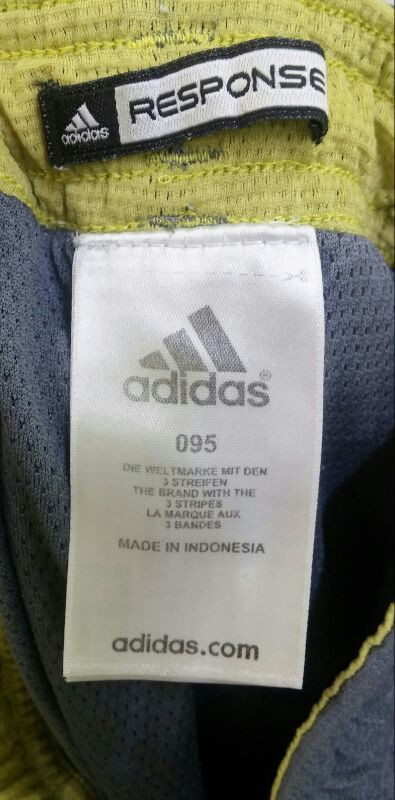 adidas RESPONSE
adidas®
095
DIE WELTMARKE MIT DEN
3 STREIFEN
THE BRAND WITH THE
3 STRIPES
LA MARQUE AUX
3 BANDES
MADE IN INDONESIA
adidas.com